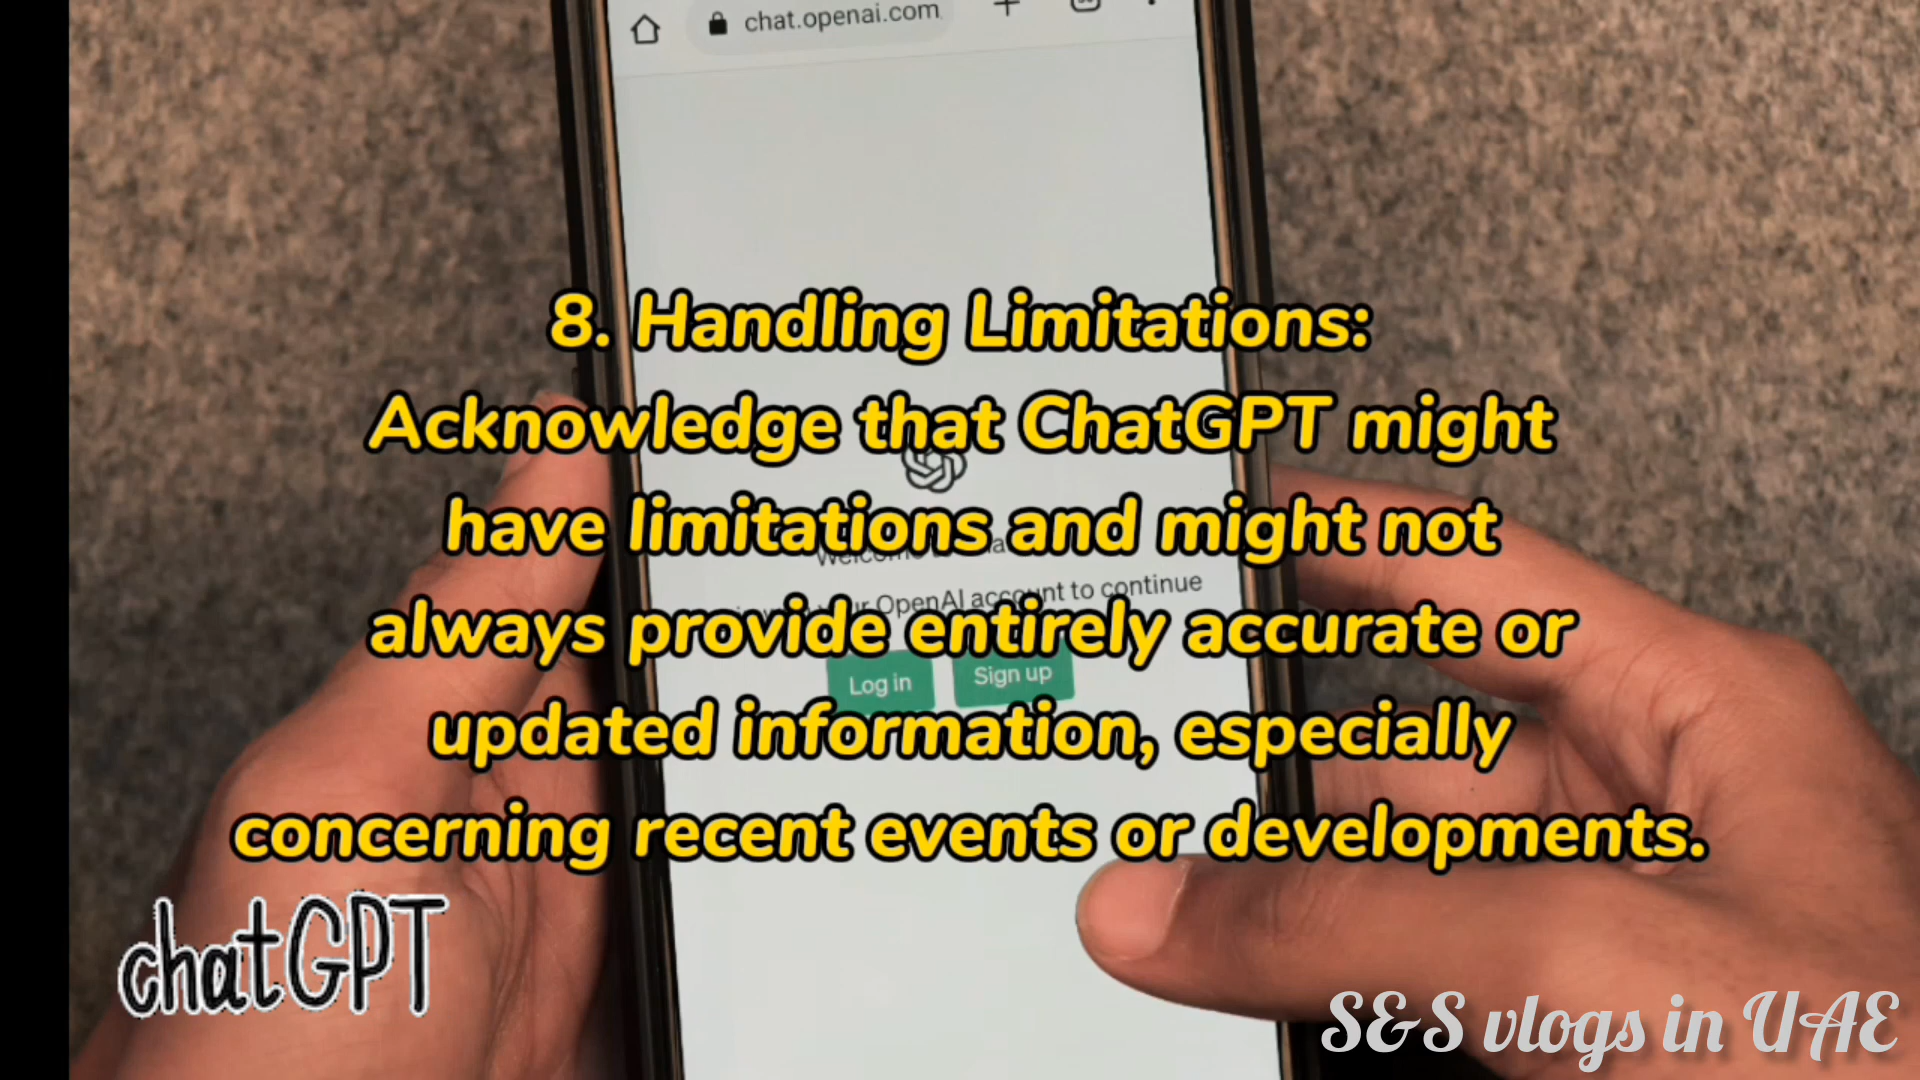 chat.openai.com
8. Handling Limitations:
Acknowledge that ChatGPT might
have limitations and might not
OpenAI account to continue
always provide entirely accurate or
Log in
Sign up
updated information, especially
concerning recent events or developments.
chatGPT
S&S vlogs in UAE